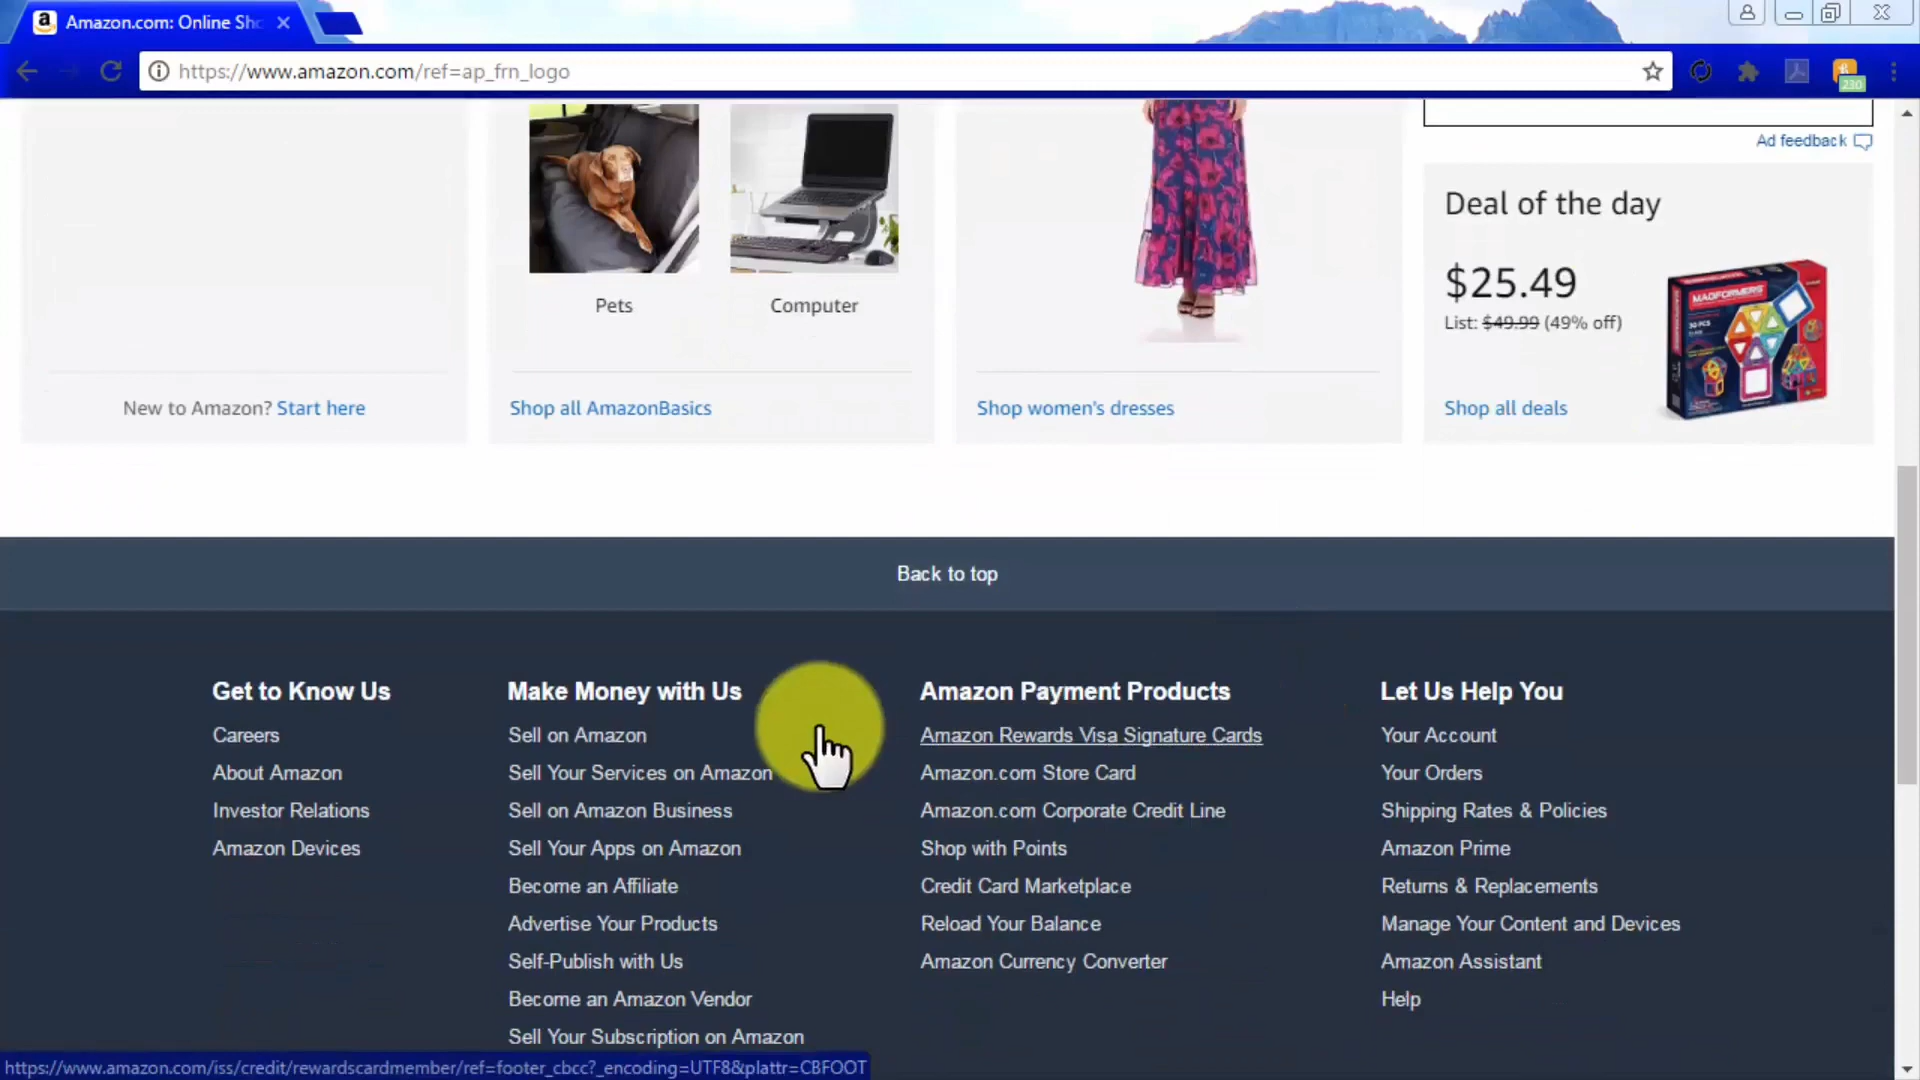 Amazon.com: Online Sho
https://www.amazon.com/ref=ap_frn_logo
230
Ad feedback
Deal of the day
$25.49
List: $49.99 (49% off)
MAGFORMERS
30 PCS
Pets
Computer
New to Amazon? Start here
Shop all AmazonBasics
Shop women's dresses
Shop all deals
Back to top
Get to Know Us
Careers
About Amazon
Investor Relations
Amazon Devices
Make Money with Us
Sell on Amazon
Sell Your Services on Amazon
Sell on Amazon Business
Sell Your Apps on Amazon
Become an Affiliate
Advertise Your Products
Self-Publish with Us
Become an Amazon Vendor
Sell Your Subscription on Amazon
Amazon Payment Products
Amazon Rewards Visa Signature Cards
Amazon.com Store Card
Amazon.com Corporate Credit Line
Shop with Points
Credit Card Marketplace
Reload Your Balance
Amazon Currency Converter
Let Us Help You
Your Account
Your Orders
Shipping Rates & Policies
Amazon Prime
Returns & Replacements
Manage Your Content and Devices
Amazon Assistant
Help
https://www.amazon.com/iss/credit/rewardscardmember/ref=footer_cbcc?_encoding=UTF8&plattr=CBFOOT